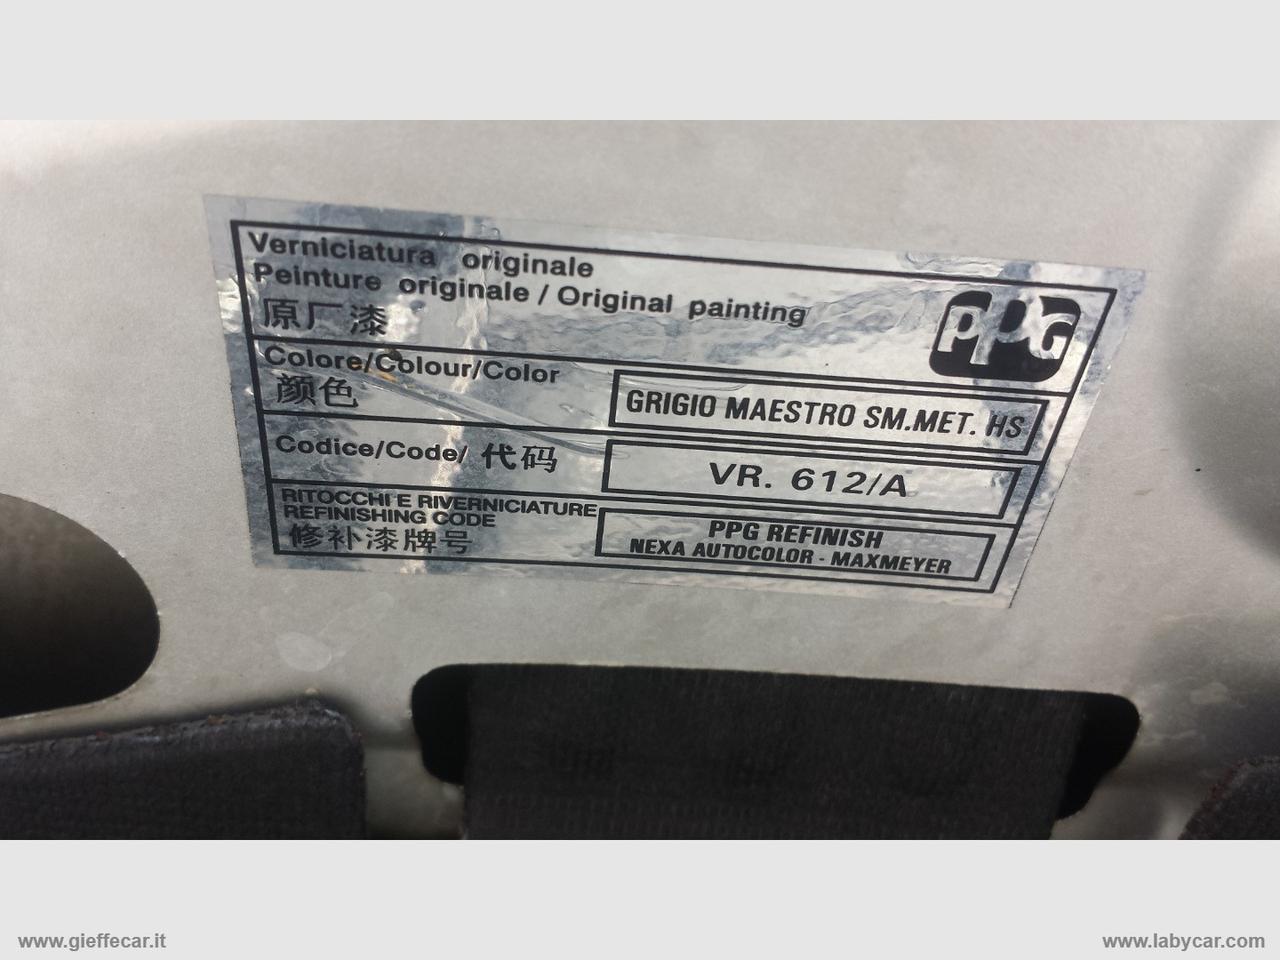 Verniciatura originale
Peinture originale / Original painting
原厂漆
PPG
Colore/Colour/Color
颜色
GRIGIO MAESTRO SM.MET. HS
Codice/Code/ 代码
VR. 612/A
RITOCCHI E RIVERNICIATURE
REFINISHING CODE
修补漆牌号
PPG REFINISH
NEXA AUTOCOLOR - MAXMEYER
www.gieffecar.it
www.labycar.com